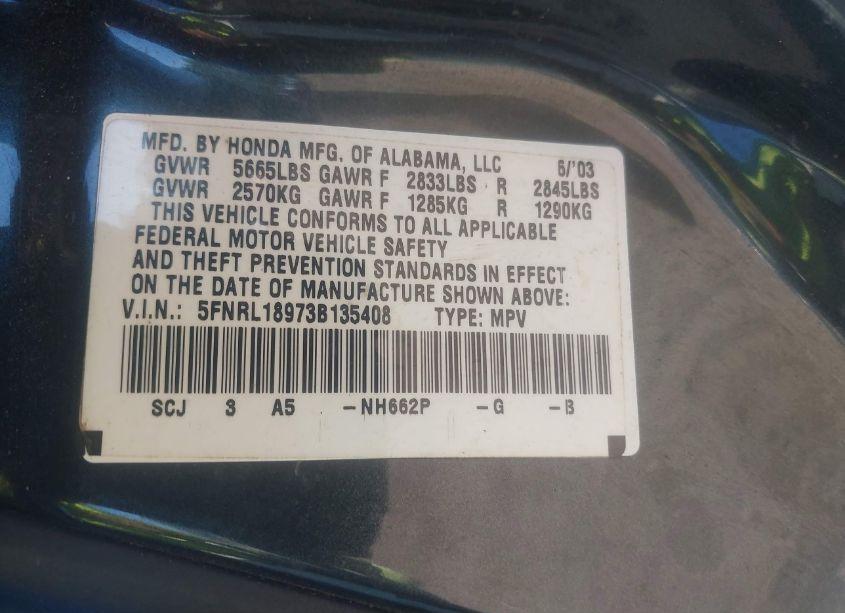 MFD. BY HONDA MFG. OF ALABAMA, LLC 6/'03
GVWR 5665LBS GAWR F 2833LBS R 2845LBS
GVWR 2570KG GAWR F 1285KG R 1290KG
THIS VEHICLE CONFORMS TO ALL APPLICABLE
FEDERAL MOTOR VEHICLE SAFETY
AND THEFT PREVENTION STANDARDS IN EFFECT
ON THE DATE OF MANUFACTURE SHOWN ABOVE:
V.I.N.: 5FNRL18973B135408 TYPE: MPV
SCJ 3 A5 -NH662P -G -B